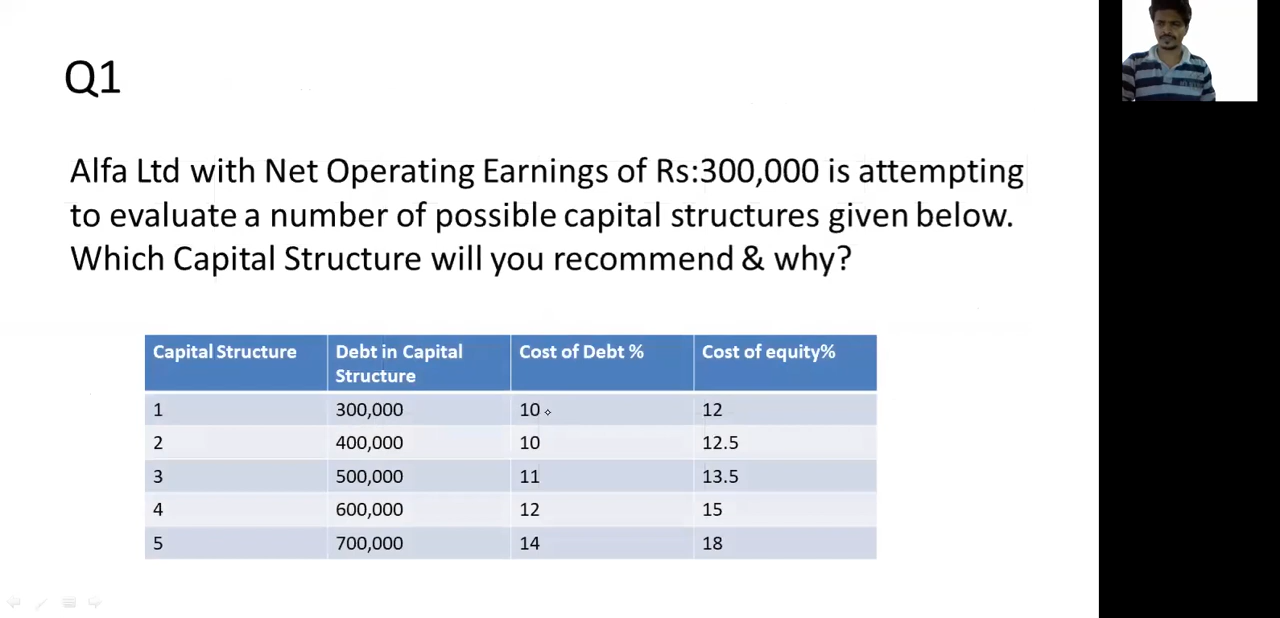 Q1
Alfa Ltd with Net Operating Earnings of Rs:300,000 is attempting
to evaluate a number of possible capital structures given below.
Which Capital Structure will you recommend & why?
Capital Structure Debt in Capital Structure Cost of Debt % Cost of equity%
1 300,000 10 12
2 400,000 10 12.5
3 500,000 11 13.5
4 600,000 12 15
5 700,000 14 18